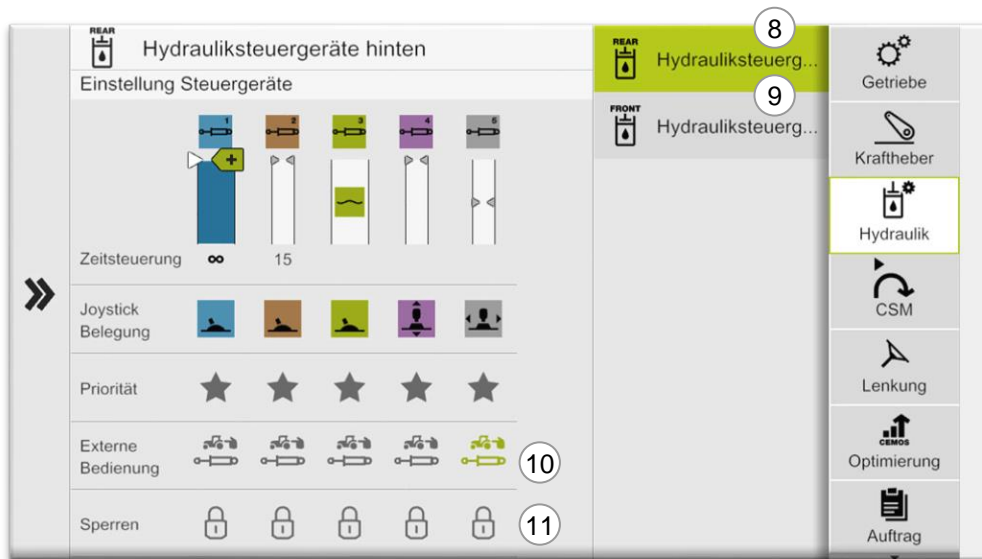 REAR
Hydrauliksteuergeräte hinten
Einstellung Steuergeräte
1 2 3 4 5
Zeitsteuerung ∞ 15
Joystick
Belegung
Priorität
Externe
Bedienung
10
Sperren
11
8
REAR
Hydrauliksteuerg...
9
FRONT
Hydrauliksteuerg...
Getriebe
Kraftheber
Hydraulik
CSM
Lenkung
CEMOS
Optimierung
Auftrag